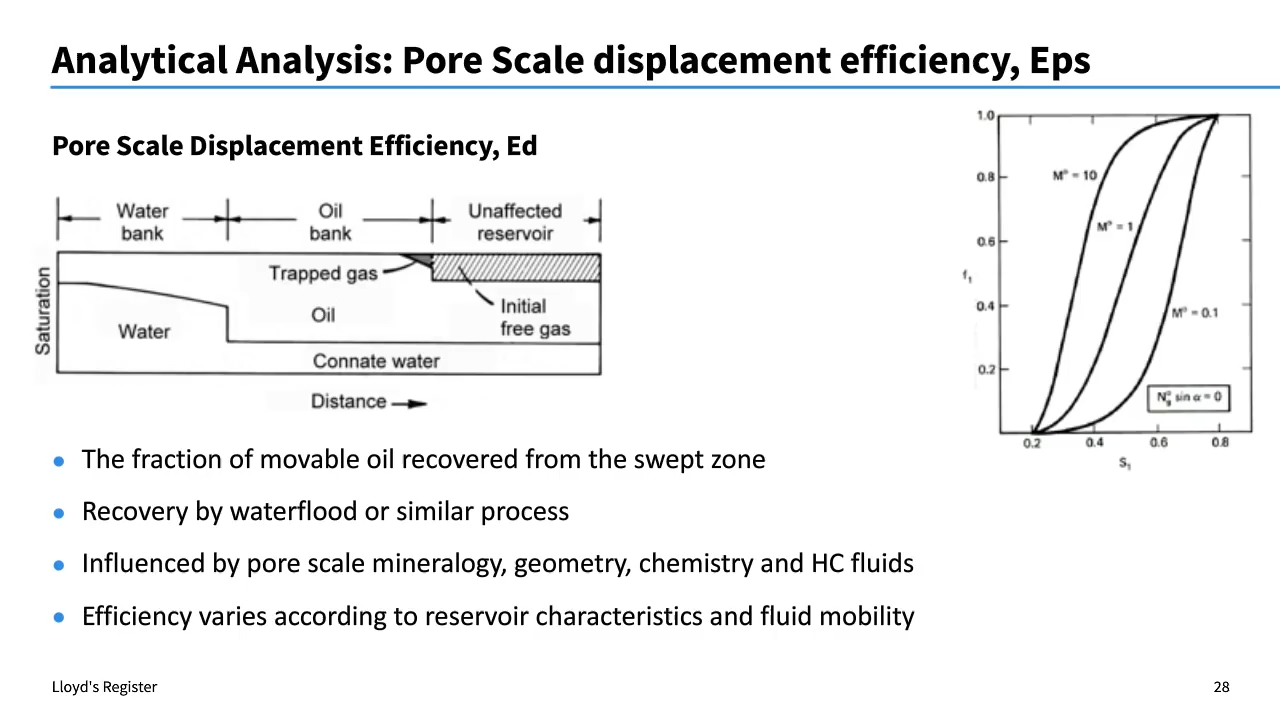 Analytical Analysis: Pore Scale displacement efficiency, Eps
Pore Scale Displacement Efficiency, Ed
Water bank
Oil bank
Unaffected reservoir
Saturation
Trapped gas
Initial free gas
Oil
Water
Connate water
Distance
1.0
0.8
0.6
0.4
0.2
f₁
M° = 10
M° = 1
M° = 0.1
N°g sin α = 0
0.2 0.4 0.6 0.8
S₁
• The fraction of movable oil recovered from the swept zone
• Recovery by waterflood or similar process
• Influenced by pore scale mineralogy, geometry, chemistry and HC fluids
• Efficiency varies according to reservoir characteristics and fluid mobility
Lloyd's Register
28